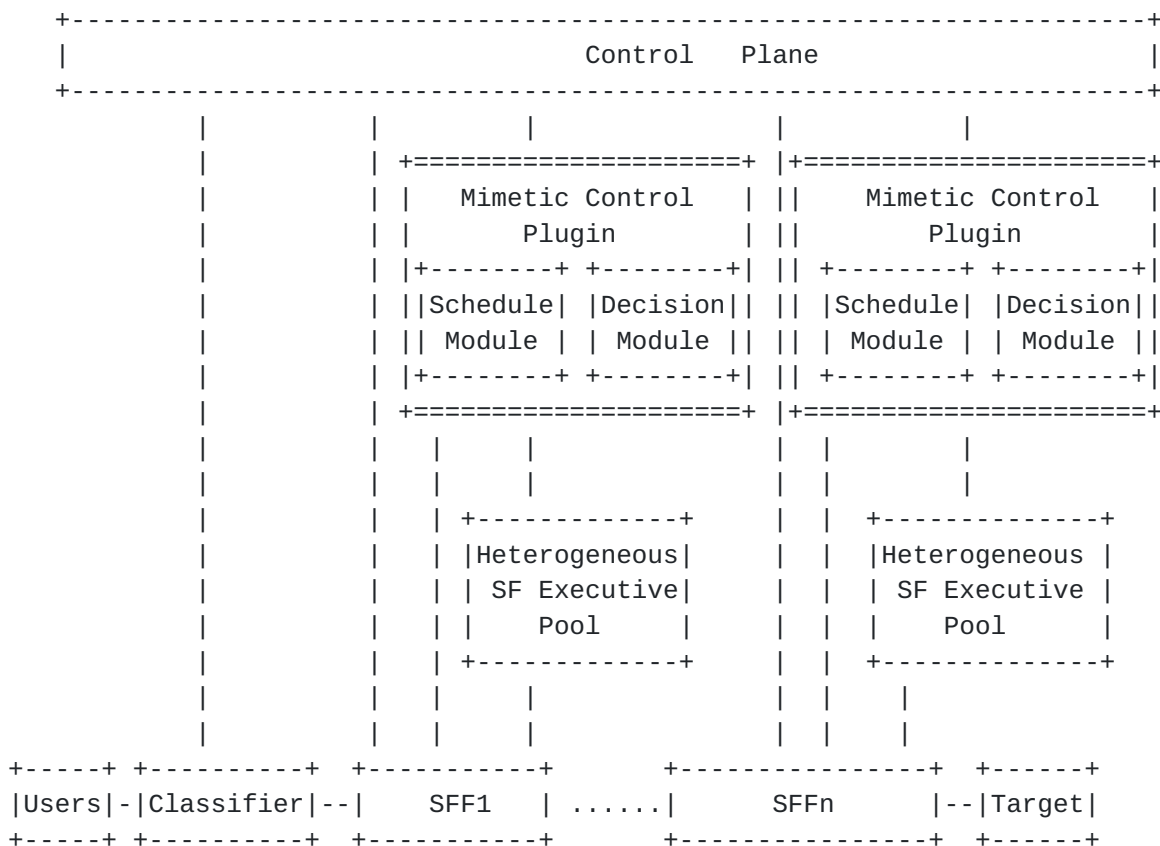 Control Plane
Mimetic Control Mimetic Control
Plugin Plugin
Schedule Decision Schedule Decision
Module Module Module Module
Heterogeneous Heterogeneous
SF Executive SF Executive
Pool Pool
Users Classifier SFF1 ...... SFFn Target